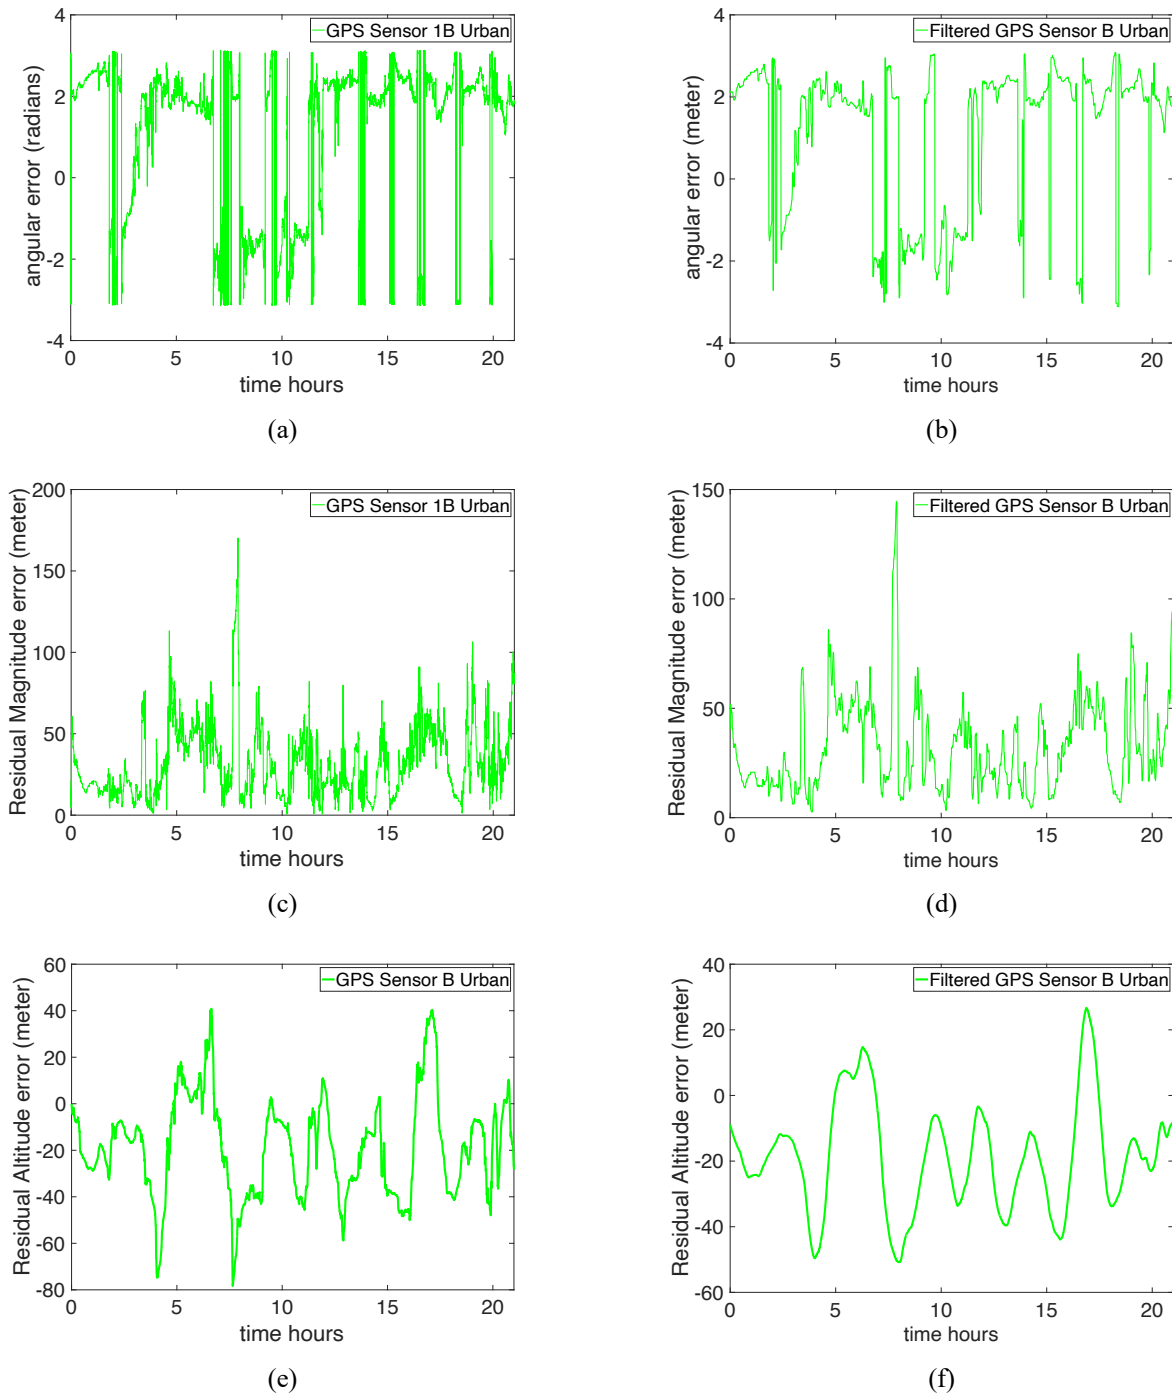 4
2
0
-2
-4
0
5
10
15
20
angular error (radians)
time hours
GPS Sensor 1B Urban
(a)
4
2
0
-2
-4
0
5
10
15
20
angular error (meter)
time hours
Filtered GPS Sensor B Urban
(b)
200
150
100
50
0
0
5
10
15
20
Residual Magnitude error (meter)
time hours
GPS Sensor 1B Urban
(c)
150
100
50
0
0
5
10
15
20
Residual Magnitude error (meter)
time hours
Filtered GPS Sensor B Urban
(d)
60
40
20
0
-20
-40
-60
-80
0
5
10
15
20
Residual Altitude error (meter)
time hours
GPS Sensor B Urban
(e)
40
20
0
-20
-40
-60
0
5
10
15
20
Residual Altitude error (meter)
time hours
Filtered GPS Sensor B Urban
(f)